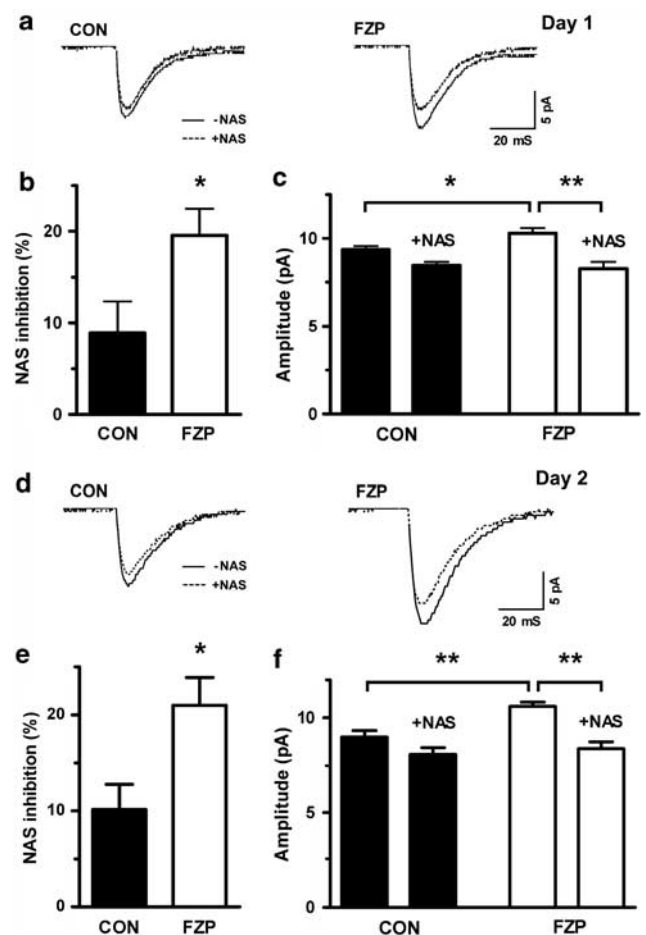 a
CON
FZP
Day 1
-NAS
+NAS
5 pA
20 mS
b
NAS inhibition (%)
20
10
0
*
CON
FZP
c
Amplitude (pA)
10
5
0
*
**
+NAS
+NAS
CON
FZP
d
CON
FZP
Day 2
-NAS
+NAS
5 pA
20 mS
e
NAS inhibition (%)
20
10
0
*
CON
FZP
f
Amplitude (pA)
10
5
0
**
**
+NAS
+NAS
CON
FZP